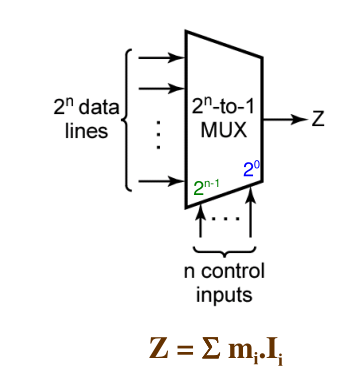 2ⁿ data
lines
2ⁿ-to-1
MUX
Z
2ⁿ⁻¹
2⁰
n control
inputs
Z = Σ mᵢ.Iᵢ